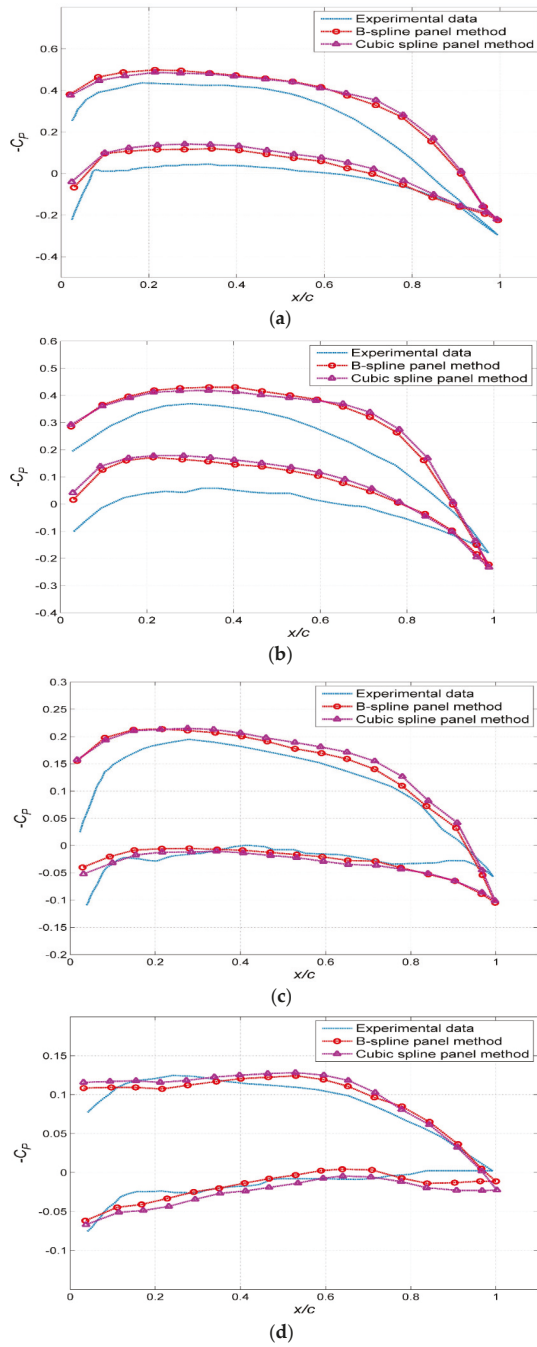 (a)
Experimental data
B-spline panel method
Cubic spline panel method
0.6
0.4
0.2
0
-0.2
-0.4
-Cp
0 0.2 0.4 0.6 0.8 1
x/c
(a)
Experimental data
B-spline panel method
Cubic spline panel method
0.6
0.5
0.4
0.3
0.2
0.1
0
-0.1
-0.2
-0.3
-0.4
-Cp
0 0.2 0.4 0.6 0.8 1
x/c
(b)
Experimental data
B-spline panel method
Cubic spline panel method
0.3
0.25
0.2
0.15
0.1
0.05
0
-0.05
-0.1
-0.15
-0.2
-Cp
0 0.2 0.4 0.6 0.8 1
x/c
(c)
Experimental data
B-spline panel method
Cubic spline panel method
0.15
0.1
0.05
0
-0.05
-0.1
-Cp
0 0.2 0.4 0.6 0.8 1
x/c
(d)